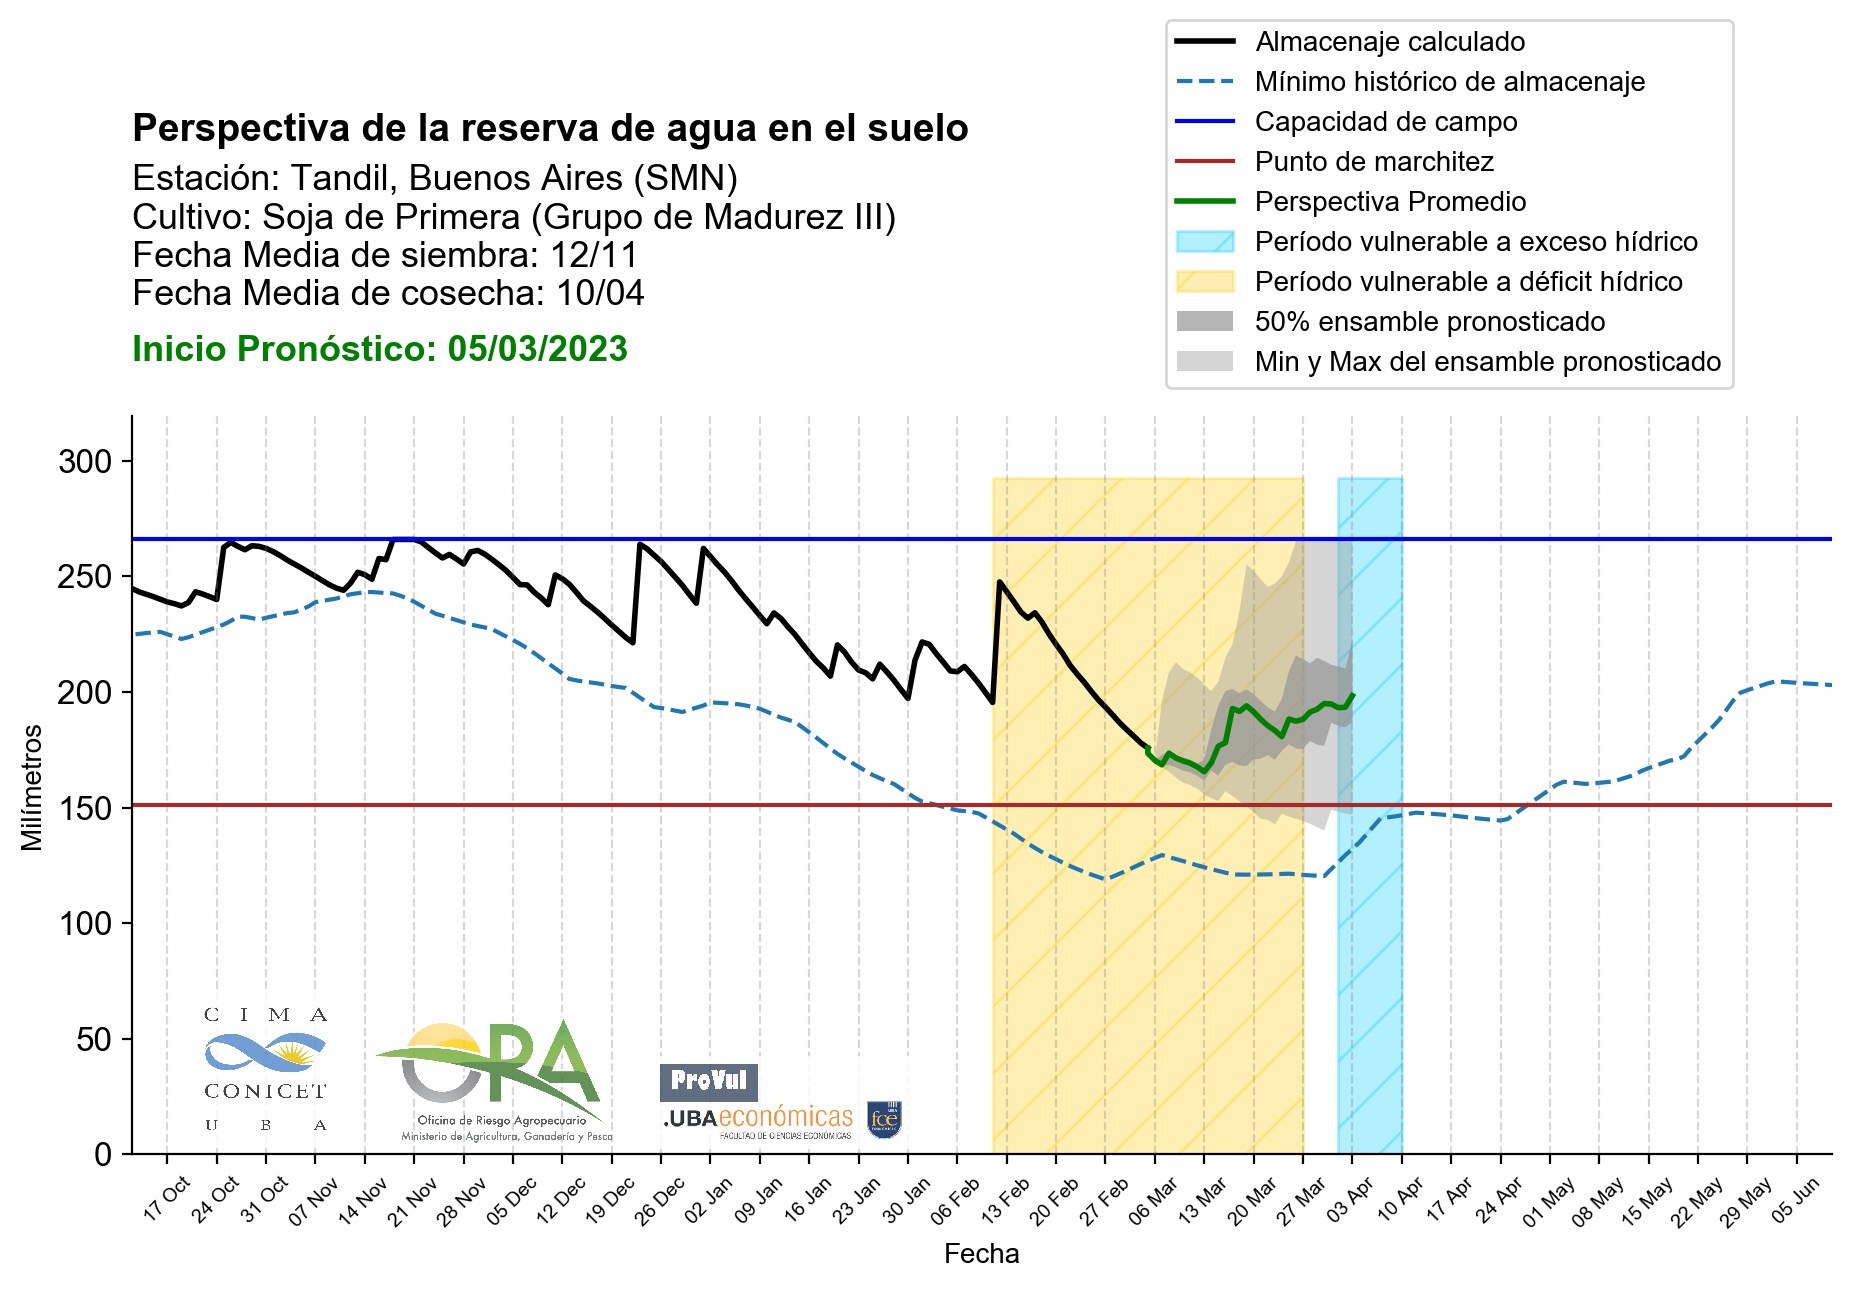 Almacenaje calculado
Mínimo histórico de almacenaje
Capacidad de campo
Punto de marchitez
Perspectiva Promedio
Período vulnerable a exceso hídrico
Período vulnerable a déficit hídrico
50% ensamble pronosticado
Min y Max del ensamble pronosticado
Perspectiva de la reserva de agua en el suelo
Estación: Tandil, Buenos Aires (SMN)
Cultivo: Soja de Primera (Grupo de Madurez III)
Fecha Media de siembra: 12/11
Fecha Media de cosecha: 10/04
Inicio Pronóstico: 05/03/2023
300
250
200
150
100
50
0
Milímetros
CIMA
CONICET
UBA
ORA
Oficina de Riesgo Agropecuario
Ministerio de Agricultura, Ganadería y Pesca
ProVul
.UBAeconómicas
FACULTAD DE CIENCIAS ECONÓMICAS
UBA
fce
ECONÓMICAS
17 Oct
24 Oct
31 Oct
07 Nov
14 Nov
21 Nov
28 Nov
05 Dec
12 Dec
19 Dec
26 Dec
02 Jan
09 Jan
16 Jan
23 Jan
30 Jan
06 Feb
13 Feb
20 Feb
27 Feb
06 Mar
13 Mar
20 Mar
27 Mar
03 Apr
10 Apr
17 Apr
24 Apr
01 May
08 May
15 May
22 May
29 May
05 Jun
Fecha